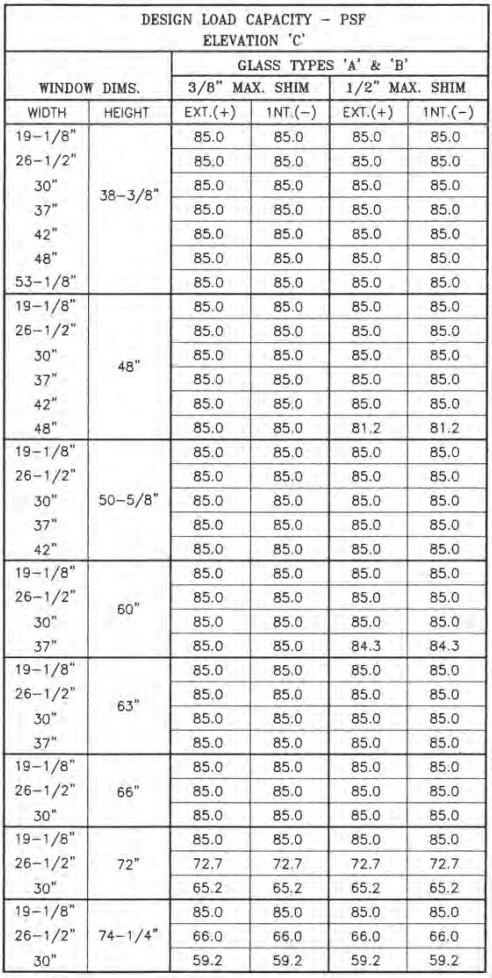 DESIGN LOAD CAPACITY – PSF
ELEVATION 'C'
GLASS TYPES 'A' & 'B'
WINDOW DIMS. 3/8" MAX. SHIM 1/2" MAX. SHIM
WIDTH HEIGHT EXT.(+) 1NT.(−) EXT.(+) 1NT.(−)
19-1/8" 85.0 85.0 85.0 85.0
26-1/2" 85.0 85.0 85.0 85.0
30" 85.0 85.0 85.0 85.0
38-3/8"
37" 85.0 85.0 85.0 85.0
42" 85.0 85.0 85.0 85.0
48" 85.0 85.0 85.0 85.0
53-1/8" 85.0 85.0 85.0 85.0
19-1/8" 85.0 85.0 85.0 85.0
26-1/2" 85.0 85.0 85.0 85.0
30" 85.0 85.0 85.0 85.0
48"
37" 85.0 85.0 85.0 85.0
42" 85.0 85.0 85.0 85.0
48" 85.0 85.0 81.2 81.2
19-1/8" 85.0 85.0 85.0 85.0
26-1/2" 85.0 85.0 85.0 85.0
30" 50-5/8" 85.0 85.0 85.0 85.0
37" 85.0 85.0 85.0 85.0
42" 85.0 85.0 85.0 85.0
19-1/8" 85.0 85.0 85.0 85.0
26-1/2" 85.0 85.0 85.0 85.0
60"
30" 85.0 85.0 85.0 85.0
37" 85.0 85.0 84.3 84.3
19-1/8" 85.0 85.0 85.0 85.0
26-1/2" 85.0 85.0 85.0 85.0
63"
30" 85.0 85.0 85.0 85.0
37" 85.0 85.0 85.0 85.0
19-1/8" 85.0 85.0 85.0 85.0
26-1/2" 66" 85.0 85.0 85.0 85.0
30" 85.0 85.0 85.0 85.0
19-1/8" 85.0 85.0 85.0 85.0
26-1/2" 72" 72.7 72.7 72.7 72.7
30" 65.2 65.2 65.2 65.2
19-1/8" 85.0 85.0 85.0 85.0
26-1/2" 74-1/4" 66.0 66.0 66.0 66.0
30" 59.2 59.2 59.2 59.2